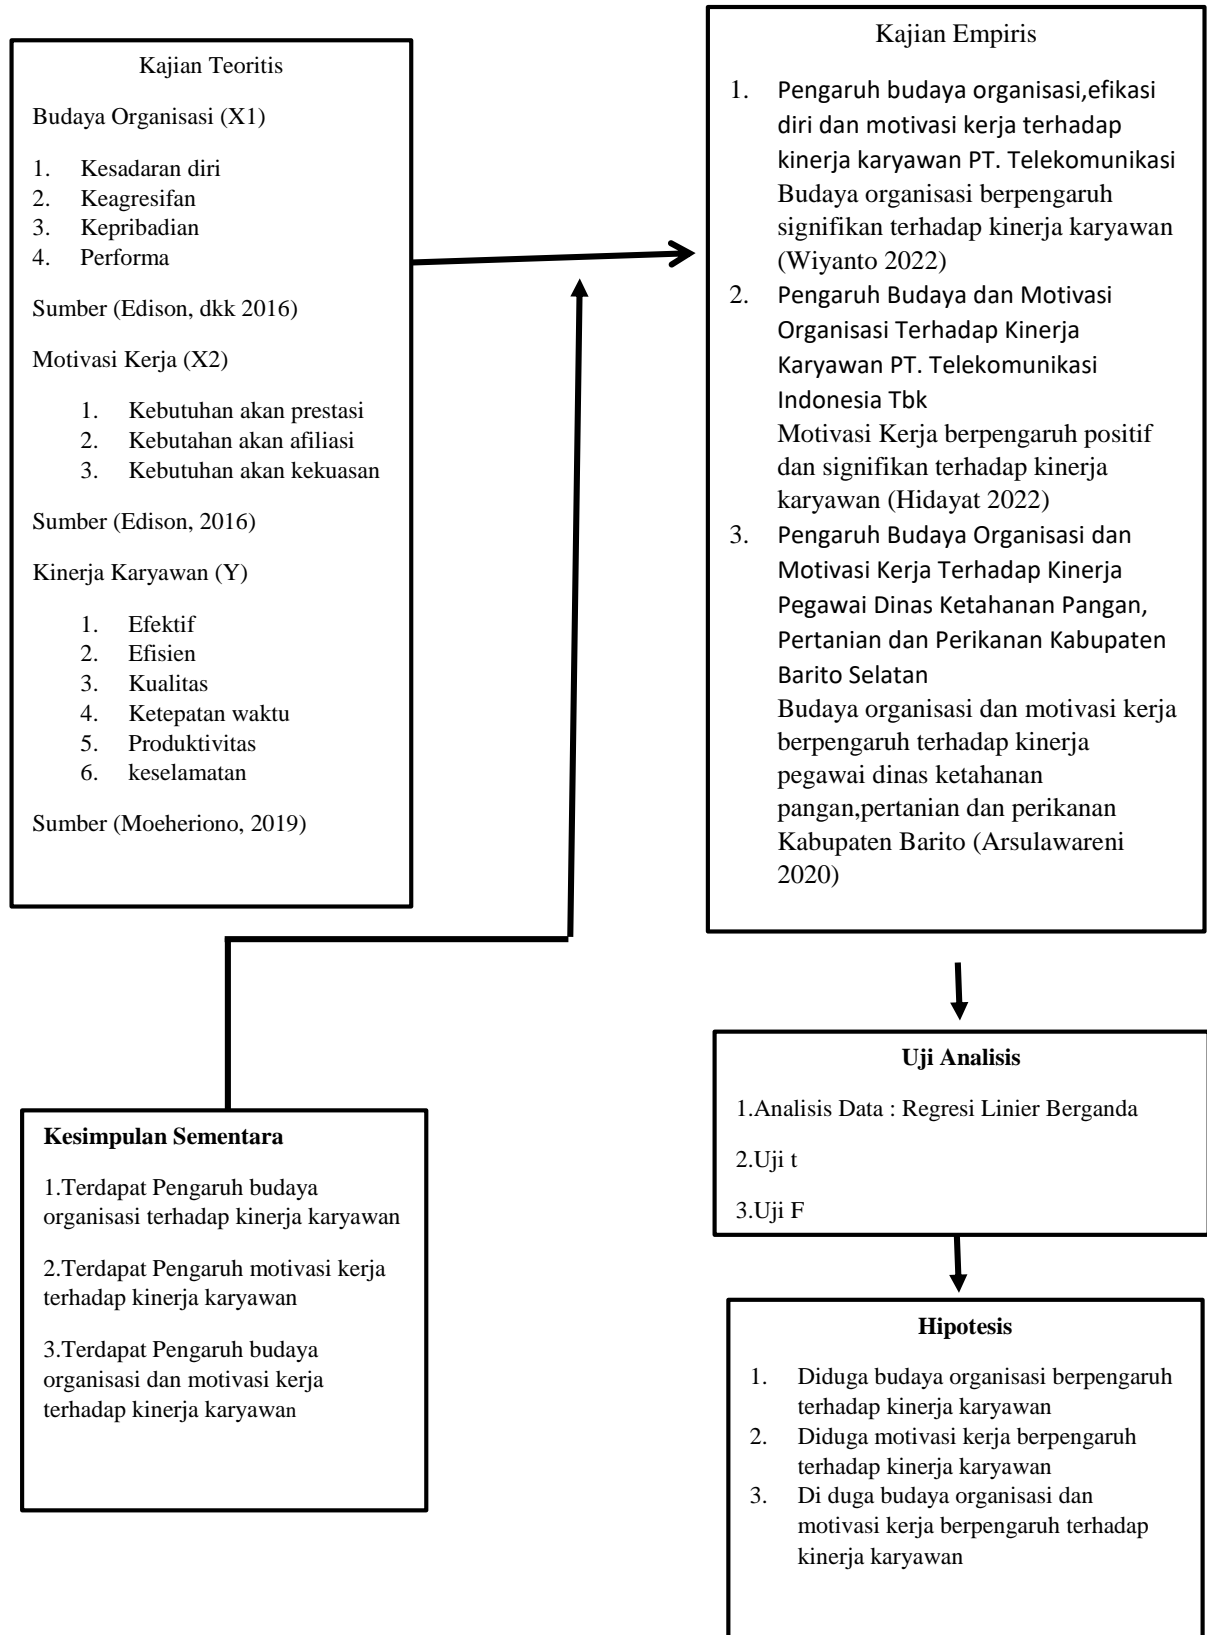 Kajian Teoritis
Budaya Organisasi (X1)
1. Kesadaran diri
2. Keagresifan
3. Kepribadian
4. Performa
Sumber (Edison, dkk 2016)
Motivasi Kerja (X2)
1. Kebutuhan akan prestasi
2. Kebutahan akan afiliasi
3. Kebutuhan akan kekuasan
Sumber (Edison, 2016)
Kinerja Karyawan (Y)
1. Efektif
2. Efisien
3. Kualitas
4. Ketepatan waktu
5. Produktivitas
6. keselamatan
Sumber (Moeheriono, 2019)
Kajian Empiris
1. Pengaruh budaya organisasi,efikasi
diri dan motivasi kerja terhadap
kinerja karyawan PT. Telekomunikasi
Budaya organisasi berpengaruh
signifikan terhadap kinerja karyawan
(Wiyanto 2022)
2. Pengaruh Budaya dan Motivasi
Organisasi Terhadap Kinerja
Karyawan PT. Telekomunikasi
Indonesia Tbk
Motivasi Kerja berpengaruh positif
dan signifikan terhadap kinerja
karyawan (Hidayat 2022)
3. Pengaruh Budaya Organisasi dan
Motivasi Kerja Terhadap Kinerja
Pegawai Dinas Ketahanan Pangan,
Pertanian dan Perikanan Kabupaten
Barito Selatan
Budaya organisasi dan motivasi kerja
berpengaruh terhadap kinerja
pegawai dinas ketahanan
pangan,pertanian dan perikanan
Kabupaten Barito (Arsulawareni
2020)
Kesimpulan Sementara
1.Terdapat Pengaruh budaya
organisasi terhadap kinerja karyawan
2.Terdapat Pengaruh motivasi kerja
terhadap kinerja karyawan
3.Terdapat Pengaruh budaya
organisasi dan motivasi kerja
terhadap kinerja karyawan
Uji Analisis
1.Analisis Data : Regresi Linier Berganda
2.Uji t
3.Uji F
Hipotesis
1. Diduga budaya organisasi berpengaruh
terhadap kinerja karyawan
2. Diduga motivasi kerja berpengaruh
terhadap kinerja karyawan
3. Di duga budaya organisasi dan
motivasi kerja berpengaruh terhadap
kinerja karyawan